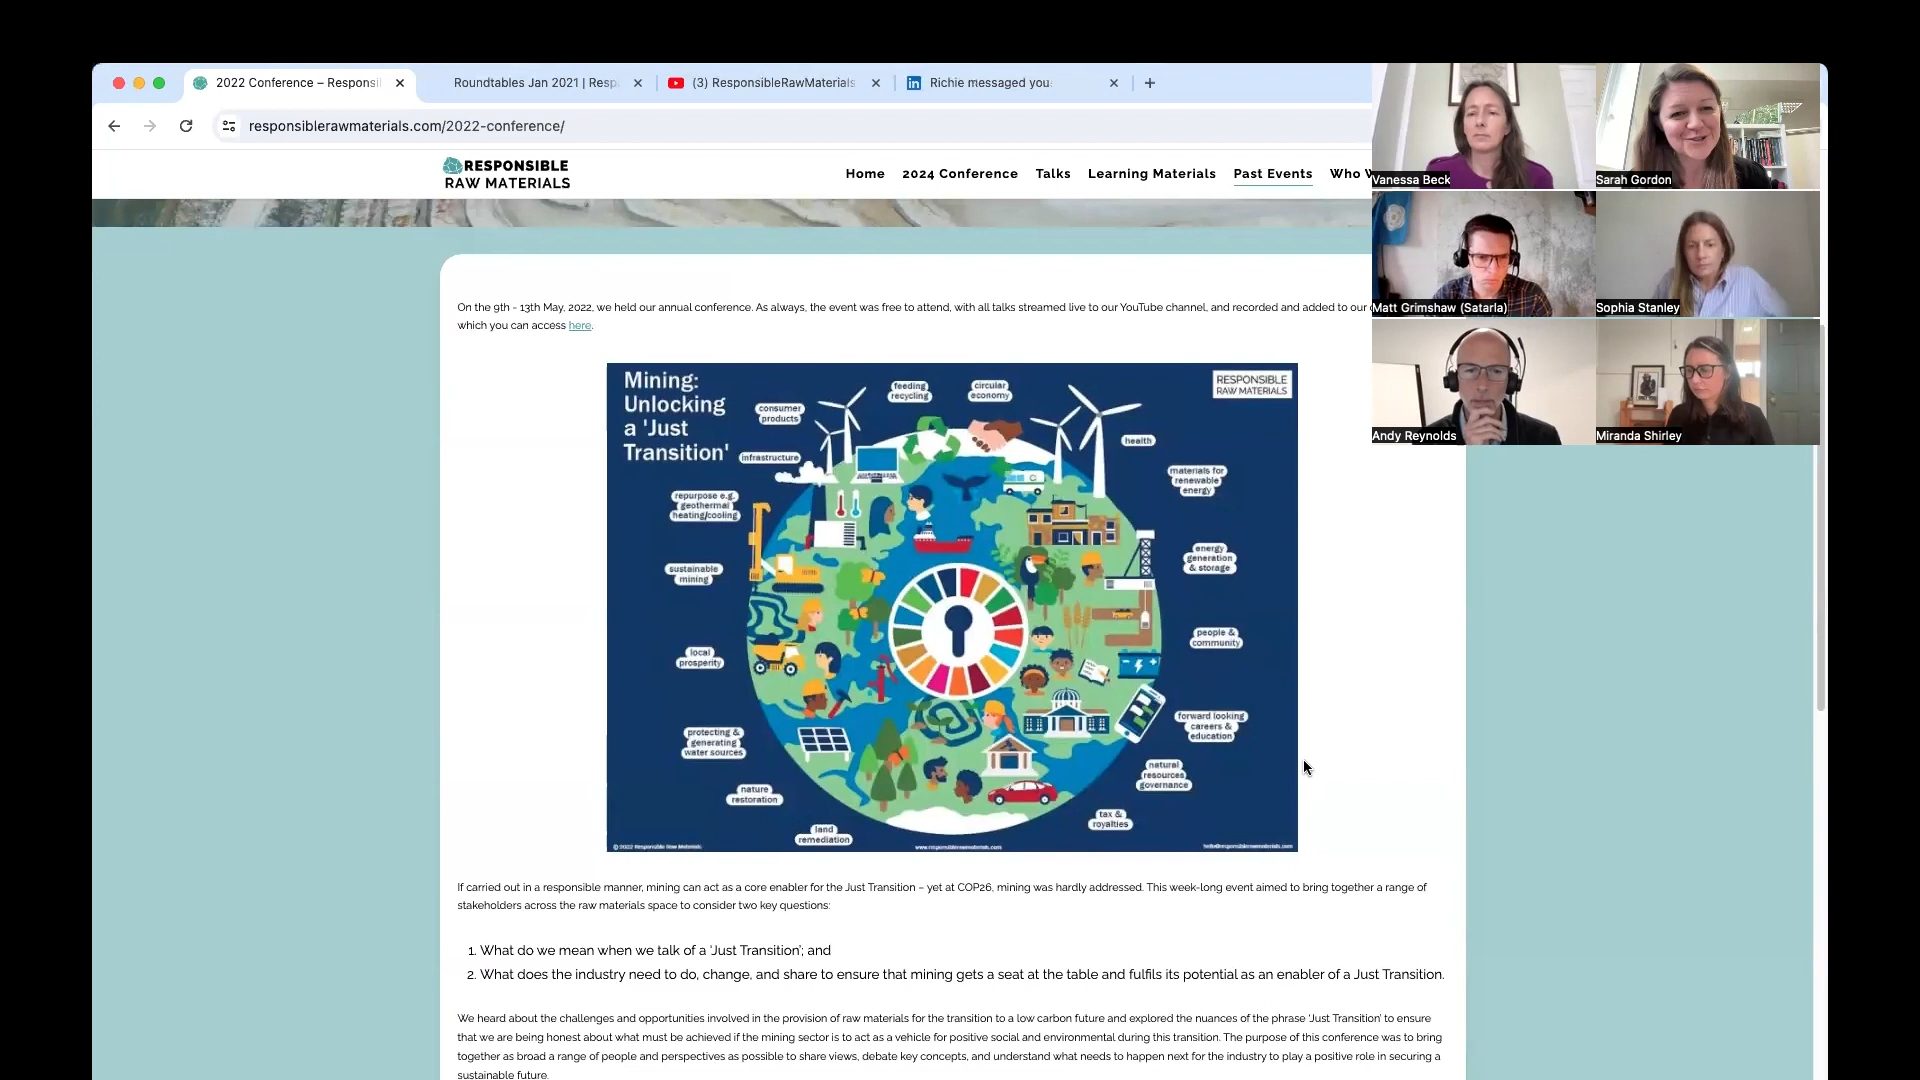 2022 Conference – Responsi
Roundtables Jan 2021 | Resp
(3) ResponsibleRawMaterials
Richie messaged you
responsiblerawmaterials.com/2022-conference/
RESPONSIBLE
RAW MATERIALS
Home 2024 Conference Talks Learning Materials Past Events Who W
Vanessa Beck
Sarah Gordon
Matt Grimshaw (Satarla)
Sophia Stanley
Andy Reynolds
Miranda Shirley
On the 9th - 13th May, 2022, we held our annual conference. As always, the event was free to attend, with all talks streamed live to our YouTube channel, and recorded and added to our
which you can access here.
Mining:
Unlocking
a 'Just
Transition'
RESPONSIBLE
RAW MATERIALS
feeding
recycling
circular
economy
consumer
products
infrastructure
health
materials for
renewable
energy
repurpose e.g.
geothermal
heating/cooling
energy
generation
& storage
sustainable
mining
people &
community
local
prosperity
forward looking
careers &
education
protecting &
generating
water sources
natural
resources
governance
nature
restoration
tax &
royalties
land
remediation
© 2022 Responsible Raw Materials
www.responsiblerawmaterials.com
hello@responsiblerawmaterials.com
If carried out in a responsible manner, mining can act as a core enabler for the Just Transition – yet at COP26, mining was hardly addressed. This week-long event aimed to bring together a range of
stakeholders across the raw materials space to consider two key questions:
1. What do we mean when we talk of a 'Just Transition'; and
2. What does the industry need to do, change, and share to ensure that mining gets a seat at the table and fulfils its potential as an enabler of a Just Transition.
We heard about the challenges and opportunities involved in the provision of raw materials for the transition to a low carbon future and explored the nuances of the phrase 'Just Transition' to ensure
that we are being honest about what must be achieved if the mining sector is to act as a vehicle for positive social and environmental during this transition. The purpose of this conference was to bring
together as broad a range of people and perspectives as possible to share views, debate key concepts, and understand what needs to happen next for the industry to play a positive role in securing a
sustainable future.